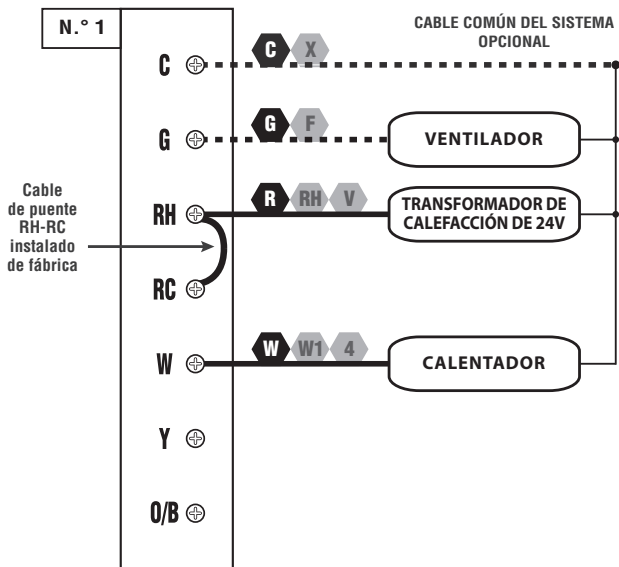 N.° 1
CABLE COMÚN DEL SISTEMA
OPCIONAL
C
C X
G
G F
VENTILADOR
Cable
de puente
RH-RC
instalado
de fábrica
RH
R RH V
TRANSFORMADOR DE
CALEFACCIÓN DE 24V
RC
W
W W1 4
CALENTADOR
Y
O/B